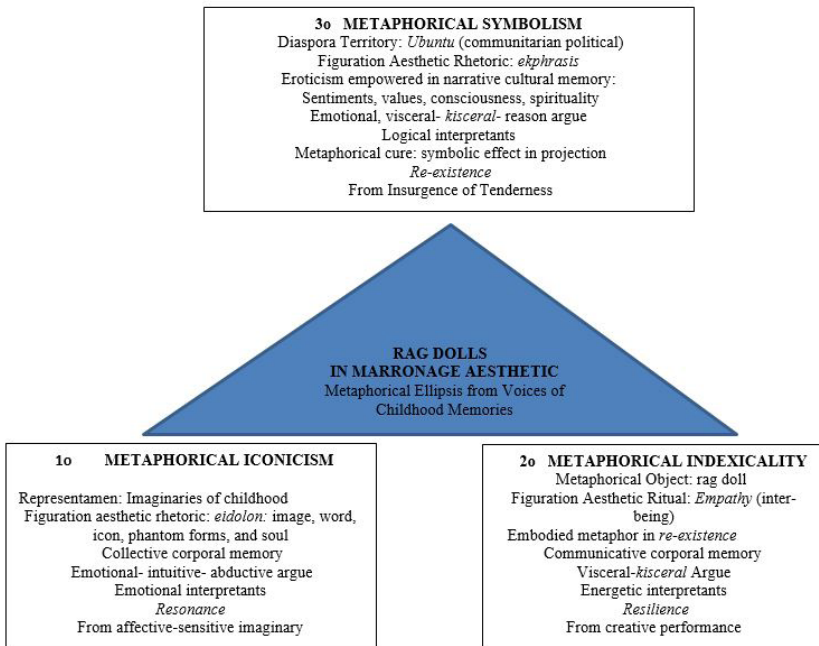 3o METAPHORICAL SYMBOLISM
Diaspora Territory: Ubuntu (communitarian political)
Figuration Aesthetic Rhetoric: ekphrasis
Eroticism empowered in narrative cultural memory:
Sentiments, values, consciousness, spirituality
Emotional, visceral- kisceral- reason argue
Logical interpretants
Metaphorical cure: symbolic effect in projection
Re-existence
From Insurgence of Tenderness
RAG DOLLS
IN MARRONAGE AESTHETIC
Metaphorical Ellipsis from Voices of
Childhood Memories
1o METAPHORICAL ICONICISM
Representamen: Imaginaries of childhood
Figuration aesthetic rhetoric: eidolon: image, word,
icon, phantom forms, and soul
Collective corporal memory
Emotional- intuitive- abductive argue
Emotional interpretants
Resonance
From affective-sensitive imaginary
2o METAPHORICAL INDEXICALITY
Metaphorical Object: rag doll
Figuration Aesthetic Ritual: Empathy (inter-
being)
Embodied metaphor in re-existence
Communicative corporal memory
Visceral-kisceral Argue
Energetic interpretants
Resilience
From creative performance